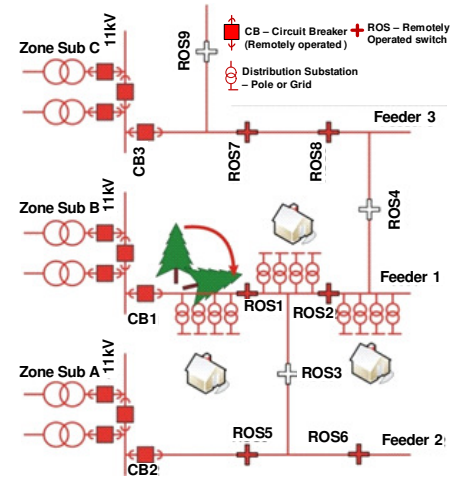 Zone Sub C
11kV
ROS9
CB – Circuit Breaker
(Remotely operated )
ROS – Remotely
Operated switch
Distribution Substation
– Pole or Grid
Feeder 3
CB3
ROS7
ROS8
11kV
Zone Sub B
ROS4
Feeder 1
CB1
ROS1
ROS2
11kV
Zone Sub A
ROS3
ROS5
ROS6
Feeder 2
CB2